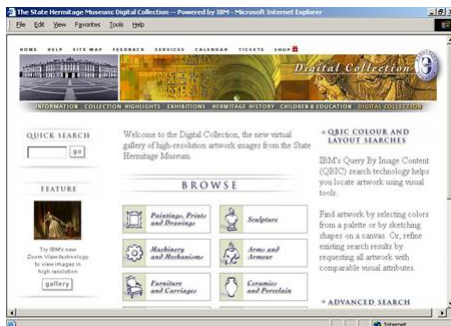 The State Hermitage Museum: Digital Collection -- Powered by IBM - Microsoft Internet Explorer
File Edit View Favorites Tools Help
HOME HELP SITE MAP FEEDBACK SERVICES CALENDAR TICKETS SHOP
Digital Collection
INFORMATION COLLECTION HIGHLIGHTS EXHIBITIONS HERMITAGE HISTORY CHILDREN & EDUCATION DIGITAL COLLECTION
QUICK SEARCH
go
FEATURE
Try IBM's new
Zoom View technology
to view images in
high resolution
gallery
Welcome to the Digital Collection, the new virtual
gallery of high-resolution artwork images from the State
Hermitage Museum.
BROWSE
Paintings, Prints
and Drawings
Sculpture
Machinery
and Mechanisms
Arms and
Armour
Furniture
and Carriages
Ceramics
and Porcelain
QBIC COLOUR AND
LAYOUT SEARCHES
IBM's Query By Image Content
(QBIC) search technology helps
you locate artwork using visual
tools.
Find artwork by selecting colors
from a palette or by sketching
shapes on a canvas. Or, refine
existing search results by
requesting all artwork with
comparable visual attributes.
ADVANCED SEARCH
Internet